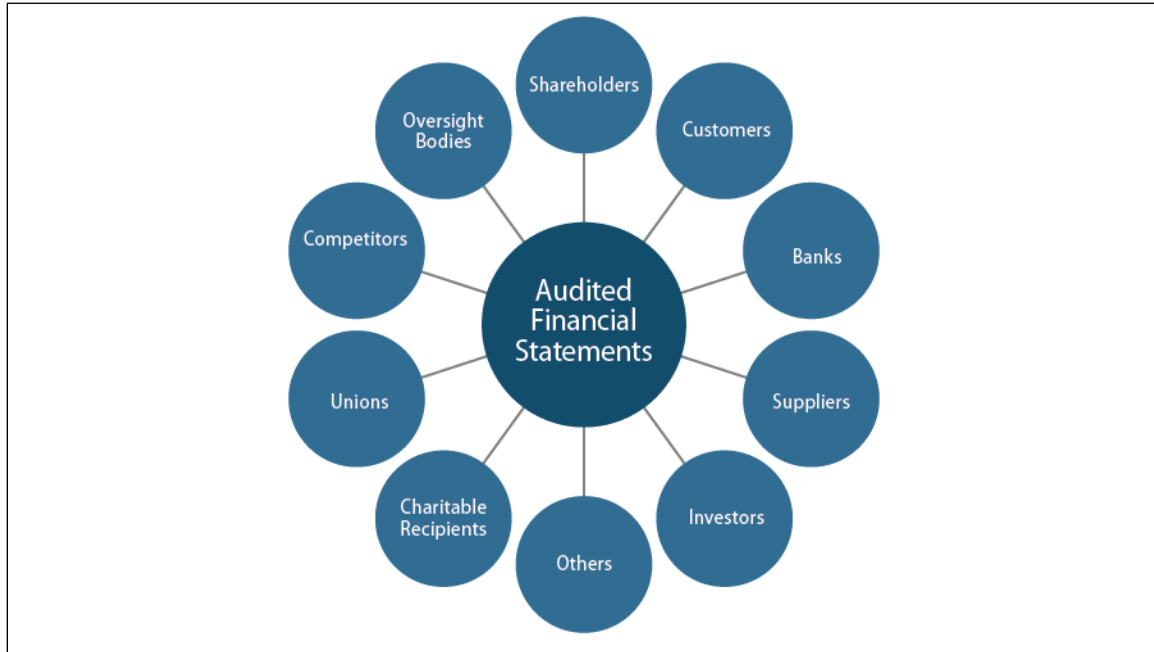 Shareholders
Customers
Banks
Suppliers
Investors
Others
Charitable
Recipients
Unions
Competitors
Oversight
Bodies
Audited
Financial
Statements